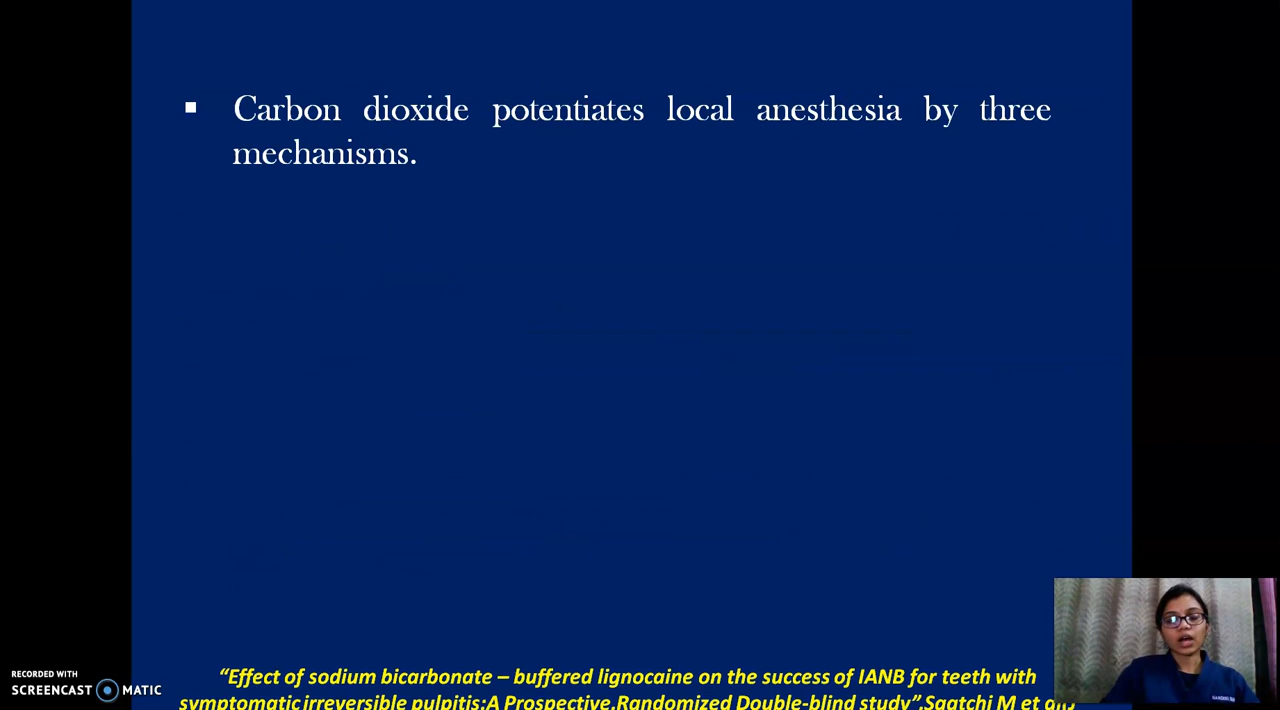 Carbon dioxide potentiates local anesthesia by three
mechanisms.
“Effect of sodium bicarbonate – buffered lignocaine on the success of IANB for teeth with
symptomatic irreversible pulpitis:A Prospective,Randomized Double-blind study”,Saatchi M et al,J
RECORDED WITH
SCREENCAST MATIC